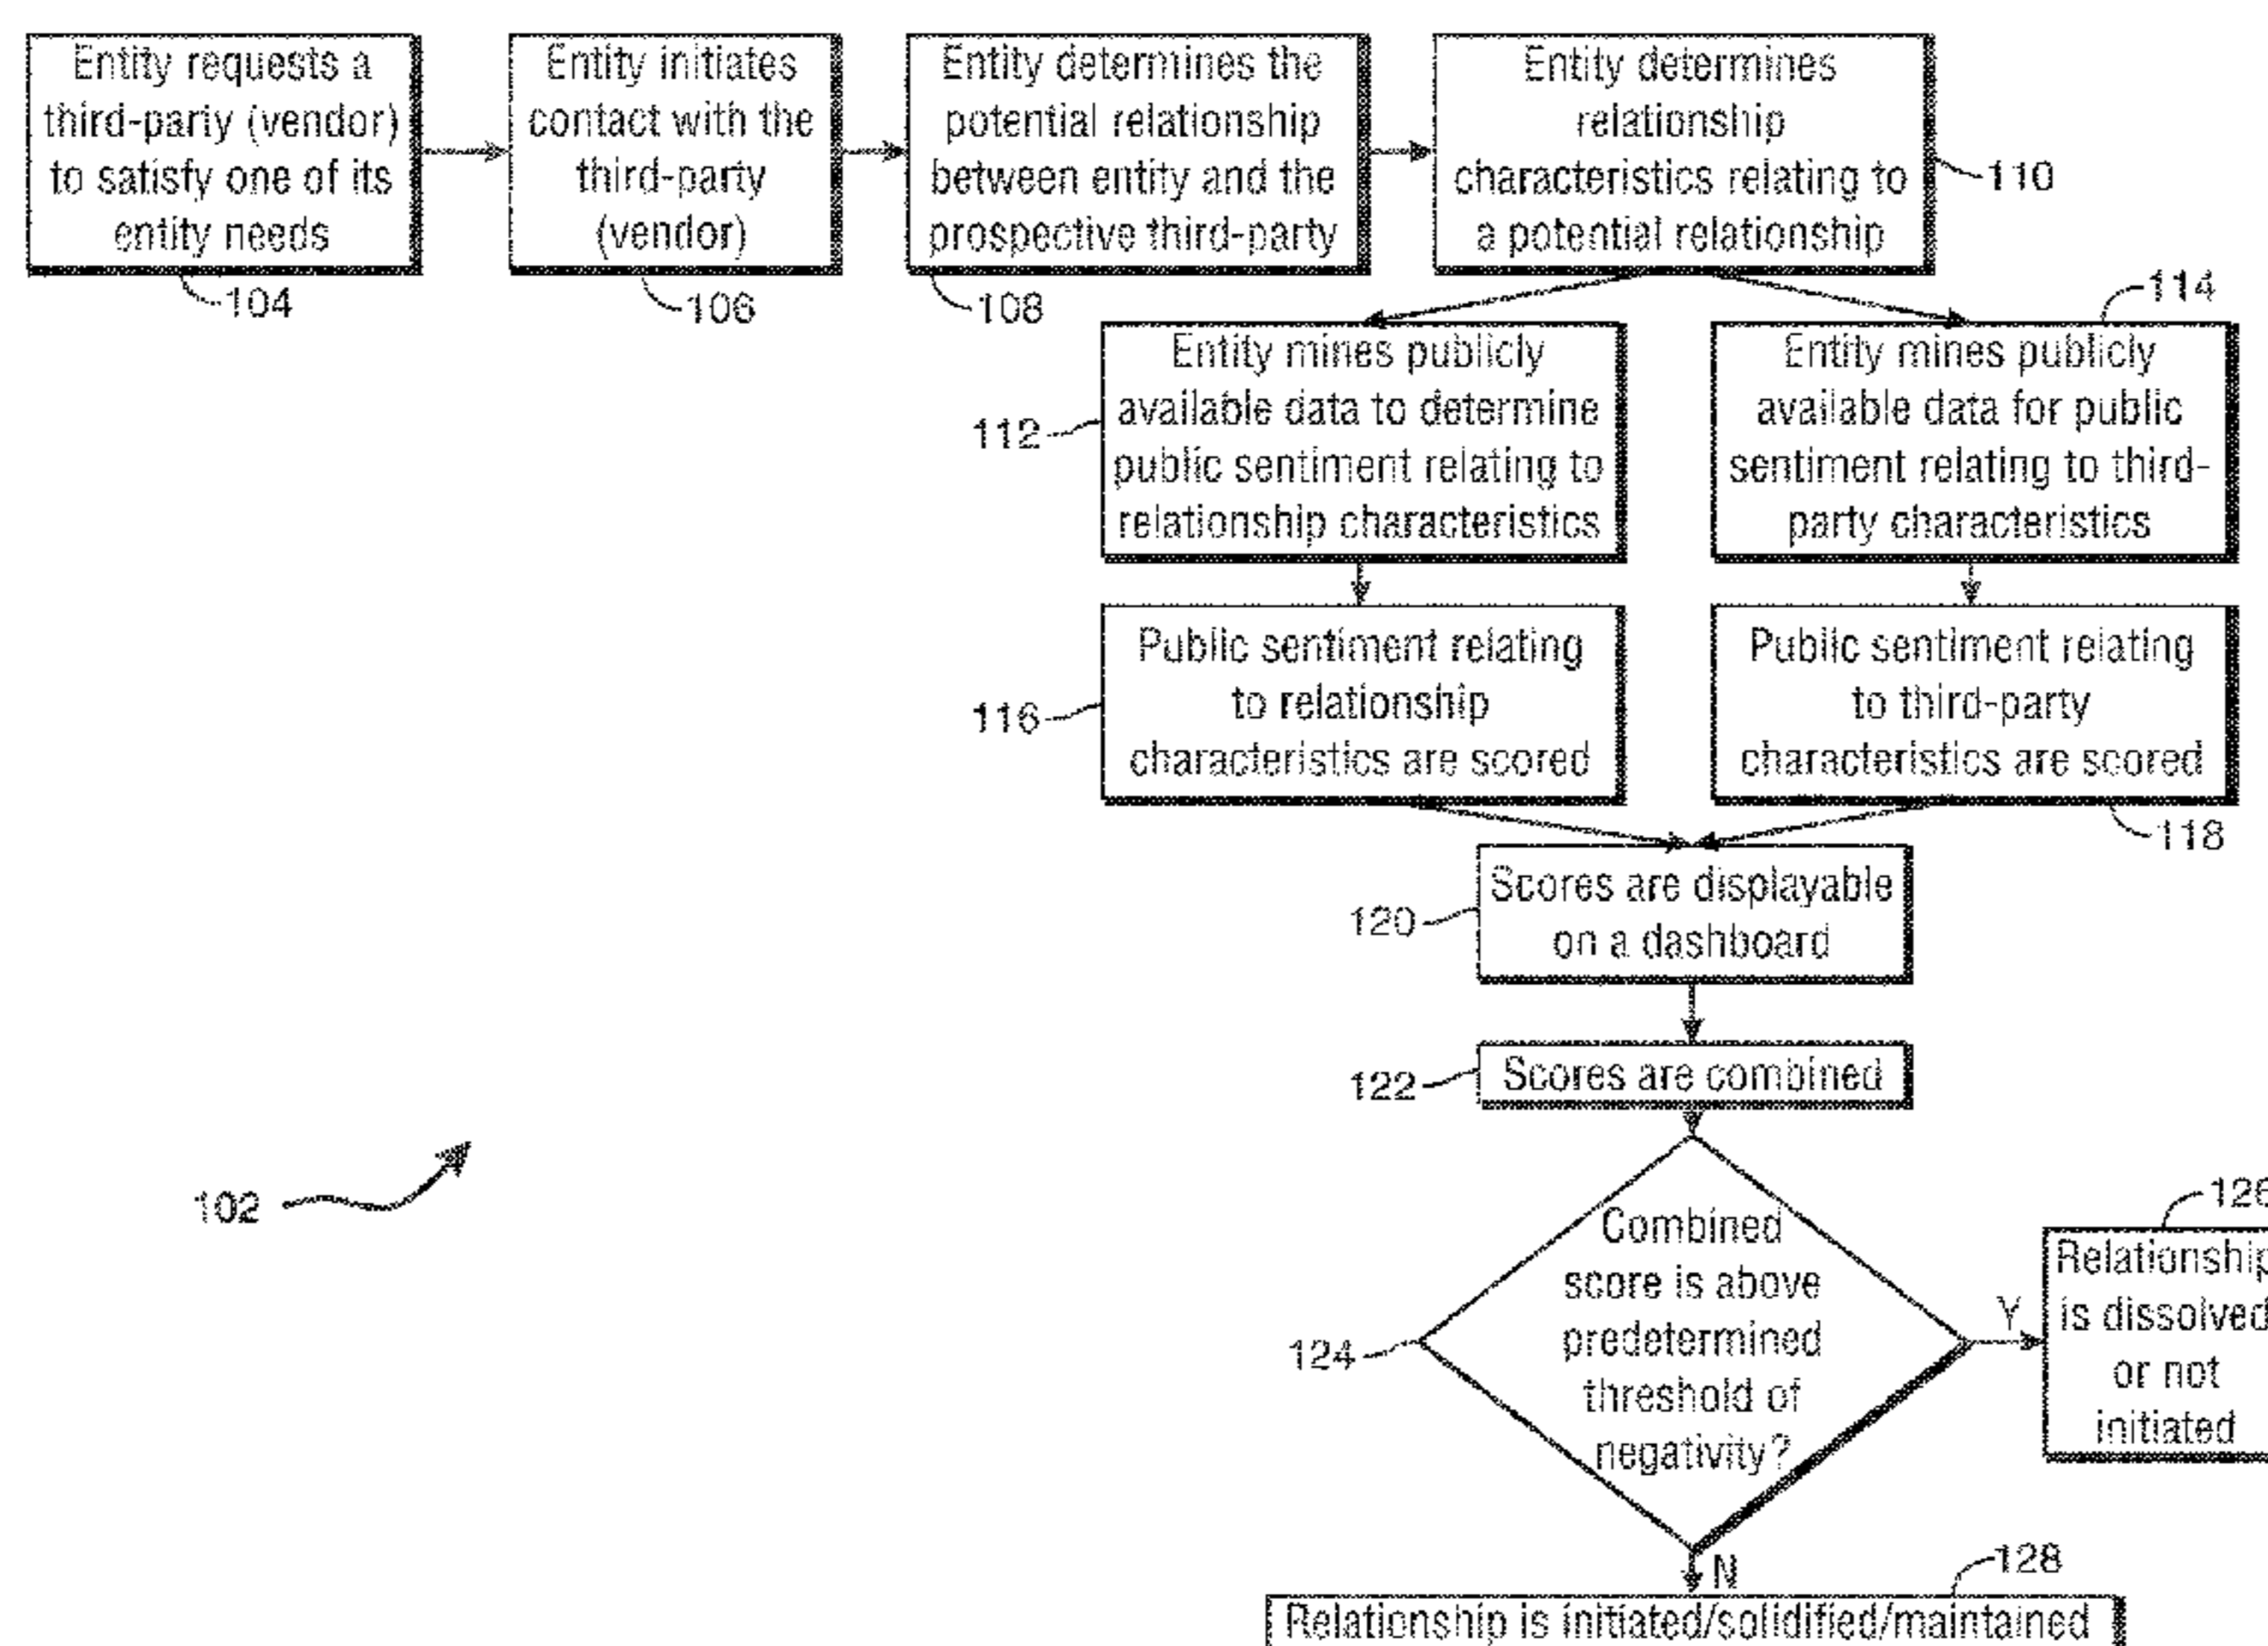 Entity requests a
third-party (vendor)
to satisfy one of its
entity needs
104
Entity initiates
contact with the
third-party
(vendor)
106
Entity determines the
potential relationship
between entity and the
prospective third-party
108
Entity determines
relationship
characteristics relating to
a potential relationship
110
112
Entity mines publicly
available data to determine
public sentiment relating to
relationship characteristics
114
Entity mines publicly
available data for public
sentiment relating to third-
party characteristics
116
Public sentiment relating
to relationship
characteristics are scored
Public sentiment relating
to third-party
characteristics are scored
118
120
Scores are displayable
on a dashboard
122
Scores are combined
102
124
Combined
score is above
predetermined
threshold of
negativity?
Y
126
Relationship
is dissolved
or not
initiated
N
128
Relationship is initiated/solidified/maintained